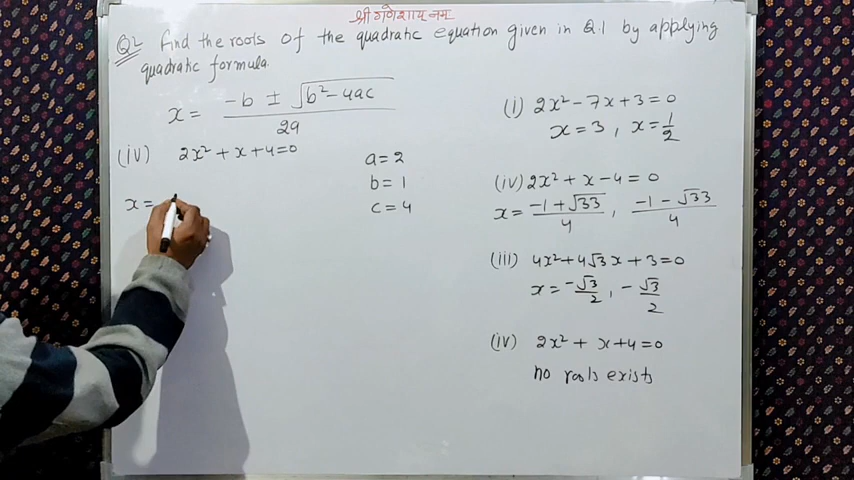 श्री गणेशाय नमः
Q2 Find the roots of the quadratic equation given in Q.1 by applying
quadratic formula.
x = -b ± √b² - 4ac / 2a
(iv) 2x² + x + 4 = 0
a = 2
b = 1
c = 4
x =
(i) 2x² - 7x + 3 = 0
x = 3 , x = 1/2
(iv) 2x² + x - 4 = 0
x = -1 + √33 / 4 , -1 - √33 / 4
(iii) 4x² + 4√3x + 3 = 0
x = -√3/2 , -√3/2
(iv) 2x² + x + 4 = 0
no roots exists